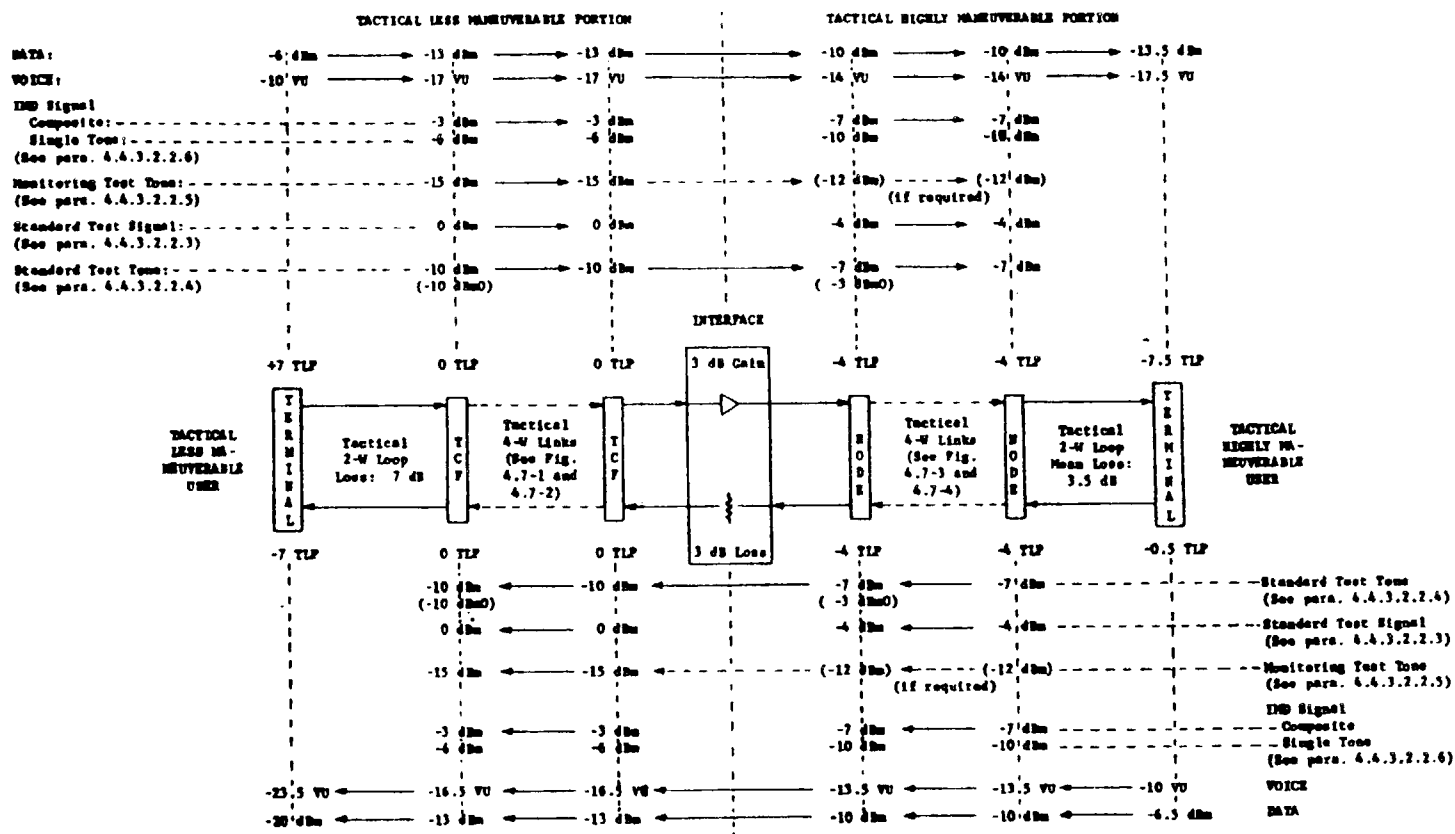 TACTICAL LESS MANEUVERABLE PORTION
TACTICAL HIGHLY MANEUVERABLE PORTION
DATA: -6 dBm -13 dBm -13 dBm -10 dBm -10 dBm -13.5 dBm
VOICE: -10 VU -17 VU -17 VU -14 VU -14 VU -17.5 VU
IMD Signal
Composite: -3 dBm -3 dBm -7 dBm -7 dBm
Single Tone: -6 dBm -6 dBm -10 dBm -10 dBm
(See para. 4.4.3.2.2.6)
Monitoring Test Tone: -15 dBm -15 dBm (-12 dBm) (-12 dBm)
(See para. 4.4.3.2.2.5) (if required)
Standard Test Signal: 0 dBm 0 dBm -4 dBm -4 dBm
(See para. 4.4.3.2.2.3)
Standard Test Tone: -10 dBm -10 dBm -7 dBm -7 dBm
(See para. 4.4.3.2.2.4) (-10 dBm0) ( -3 dBm0)
INTERFACE
+7 TLP 0 TLP 0 TLP 3 dB Gain -4 TLP -4 TLP -7.5 TLP
TACTICAL
LESS MA-
NEUVERABLE
USER
TERMINAL
Tactical
2-W Loop
Loss: 7 dB
TCF
Tactical
4-W Links
(See Fig.
4.7-1 and
4.7-2)
TCF
NODE
Tactical
4-W Links
(See Fig.
4.7-3 and
4.7-4)
NODE
Tactical
2-W Loop
Mean Loss:
3.5 dB
TERMINAL
TACTICAL
HIGHLY MA-
NEUVERABLE
USER
-7 TLP 0 TLP 0 TLP 3 dB Loss -4 TLP -4 TLP -0.5 TLP
-10 dBm -10 dBm -7 dBm -7 dBm Standard Test Tone
(-10 dBm0) ( -3 dBm0) (See para. 4.4.3.2.2.4)
0 dBm 0 dBm -4 dBm -4 dBm Standard Test Signal
(See para. 4.4.3.2.2.3)
-15 dBm -15 dBm (-12 dBm) (-12 dBm) Monitoring Test Tone
(if required) (See para. 4.4.3.2.2.5)
IMD Signal
-3 dBm -3 dBm -7 dBm -7 dBm Composite
-6 dBm -6 dBm -10 dBm -10 dBm Single Tone
(See para. 4.4.3.2.2.6)
-23.5 VU -16.5 VU -16.5 VU -13.5 VU -13.5 VU -10 VU VOICE
-20 dBm -13 dBm -13 dBm -10 dBm -10 dBm -6.5 dBm DATA